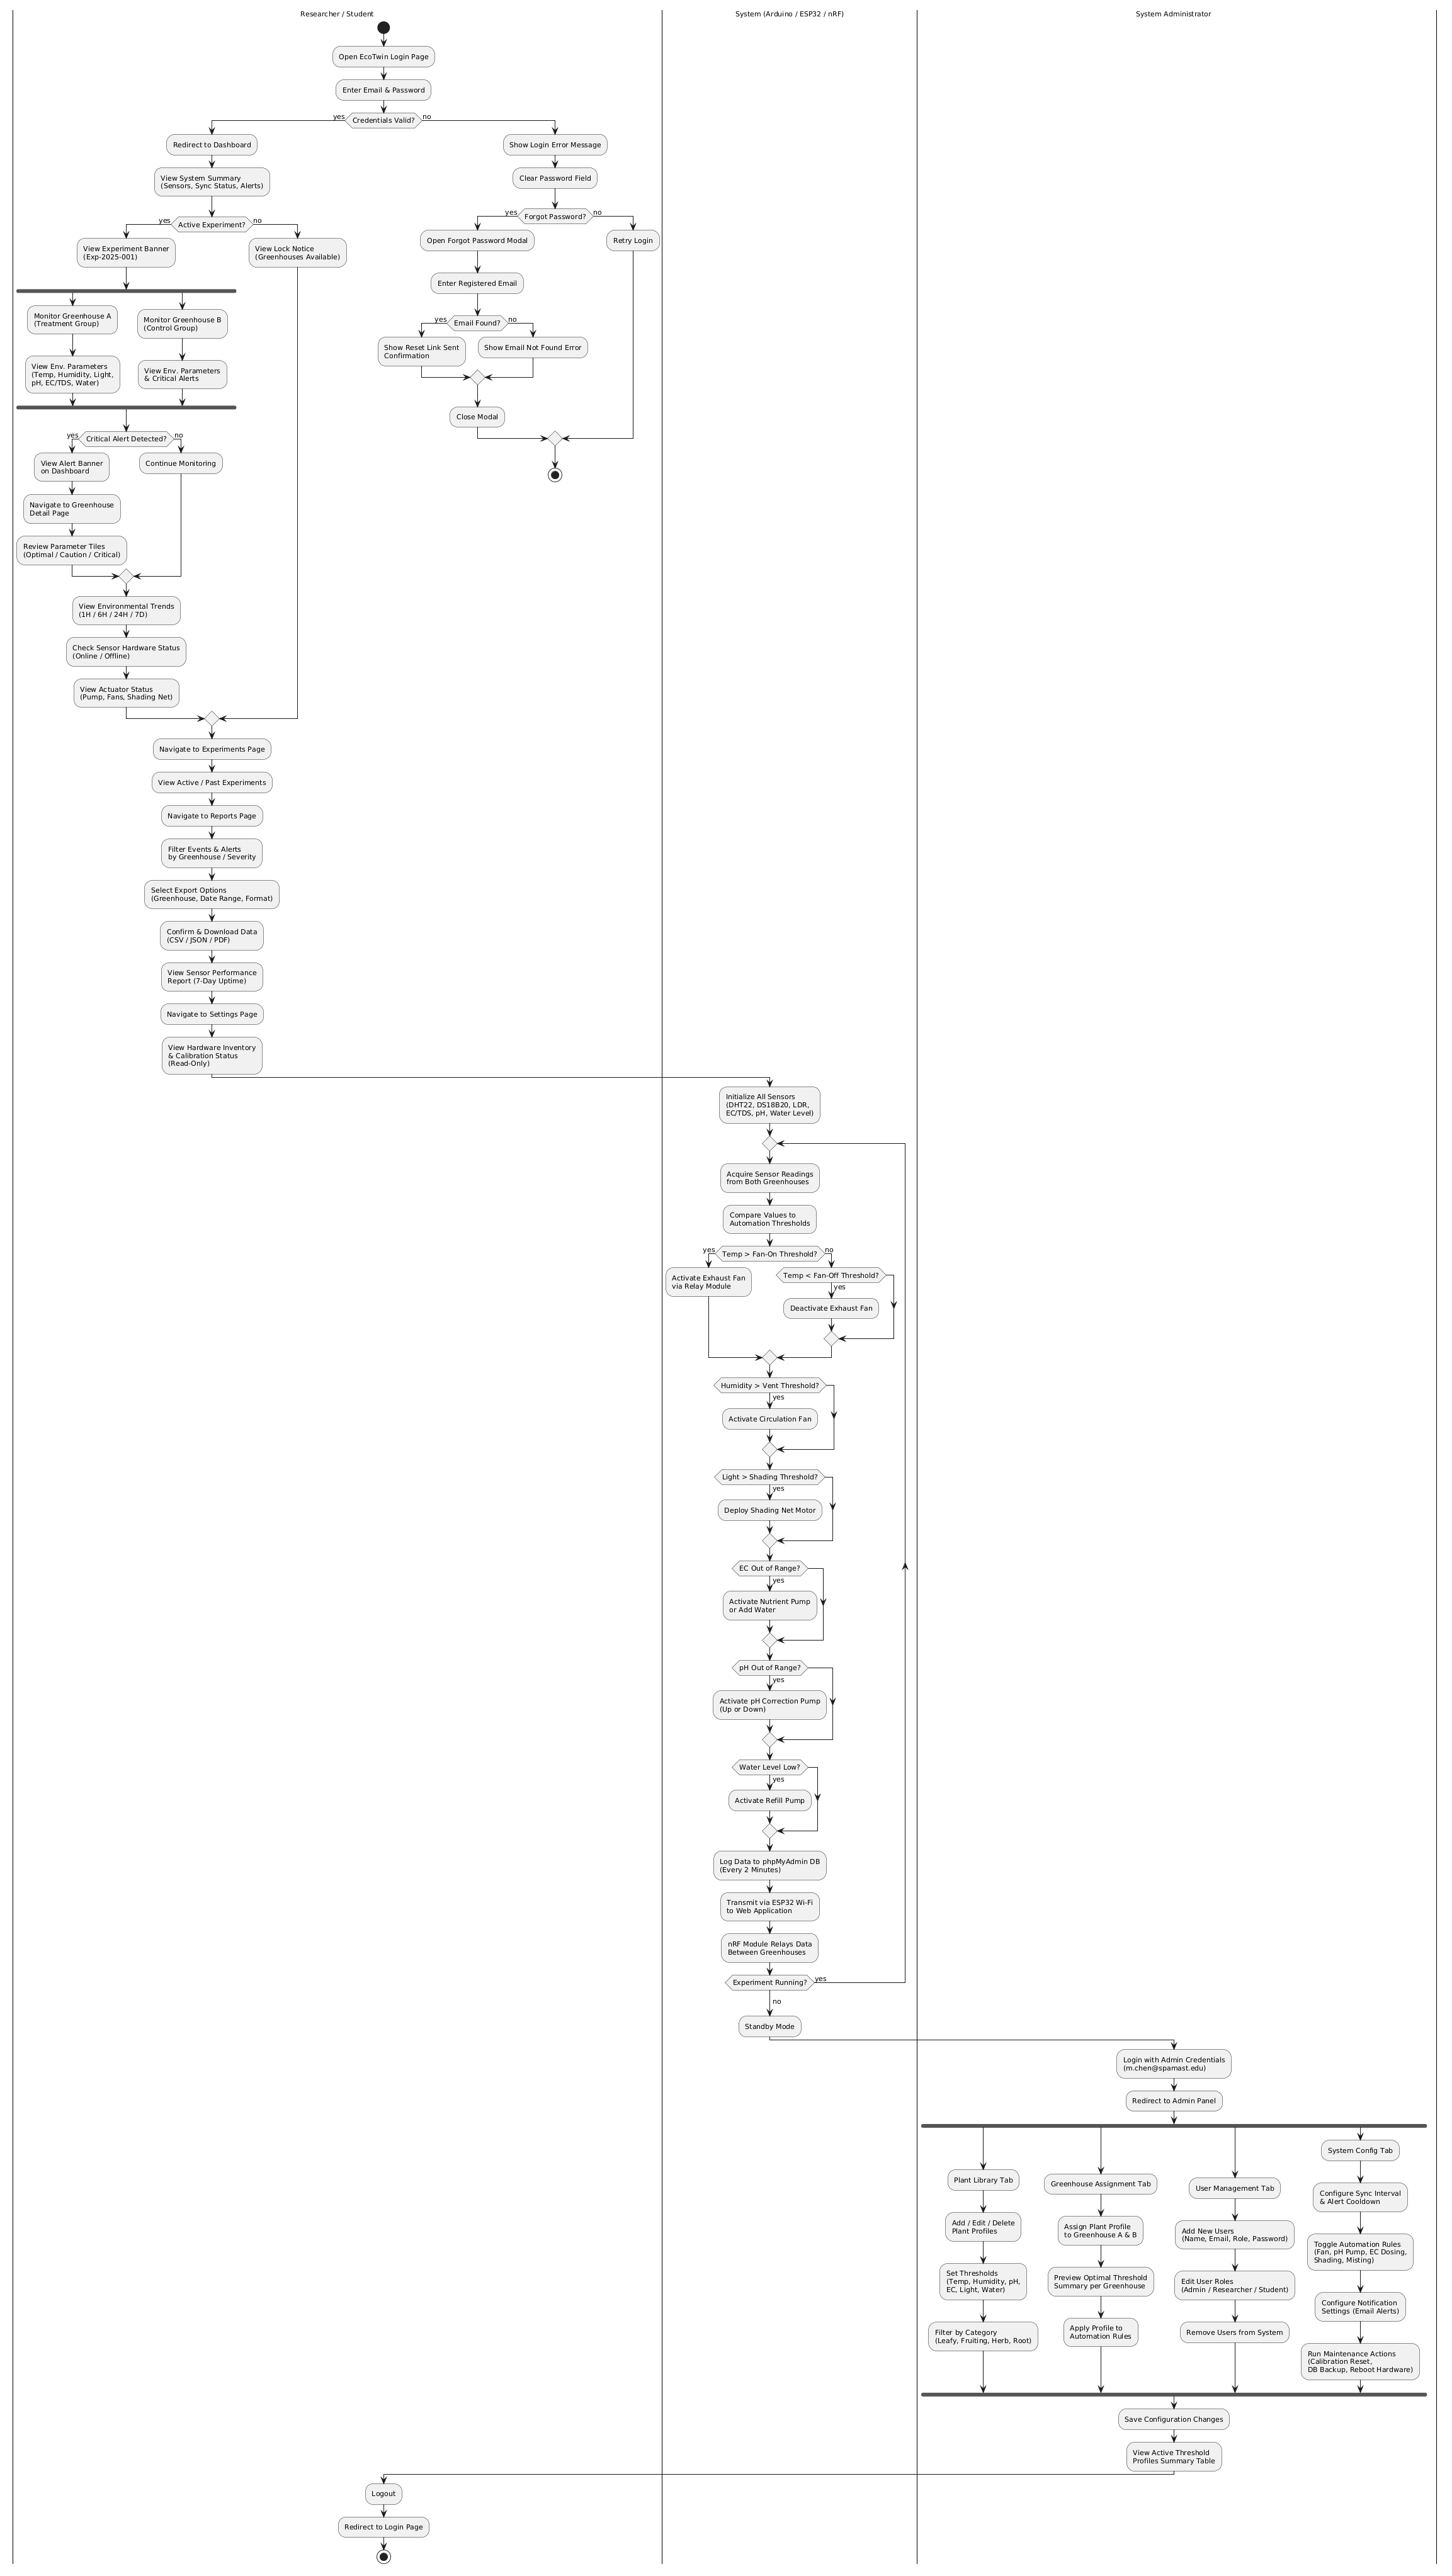 Researcher / Student
System (Arduino / ESP32 / nRF)
System Administrator
Open EcoTwin Login Page
Enter Email & Password
yes
Credentials Valid?
no
Redirect to Dashboard
View System Summary
(Sensors, Sync Status, Alerts)
yes
Active Experiment?
no
View Experiment Banner
(Exp-2025-001)
View Lock Notice
(Greenhouses Available)
Monitor Greenhouse A
(Treatment Group)
Monitor Greenhouse B
(Control Group)
View Env. Parameters
(Temp, Humidity, Light,
pH, EC/TDS, Water)
View Env. Parameters
& Critical Alerts
yes
Critical Alert Detected?
no
View Alert Banner
on Dashboard
Continue Monitoring
Navigate to Greenhouse
Detail Page
Review Parameter Tiles
(Optimal / Caution / Critical)
View Environmental Trends
(1H / 6H / 24H / 7D)
Check Sensor Hardware Status
(Online / Offline)
View Actuator Status
(Pump, Fans, Shading Net)
Show Login Error Message
Clear Password Field
yes
Forgot Password?
no
Open Forgot Password Modal
Retry Login
Enter Registered Email
yes
Email Found?
no
Show Reset Link Sent
Confirmation
Show Email Not Found Error
Close Modal
Navigate to Experiments Page
View Active / Past Experiments
Navigate to Reports Page
Filter Events & Alerts
by Greenhouse / Severity
Select Export Options
(Greenhouse, Date Range, Format)
Confirm & Download Data
(CSV / JSON / PDF)
View Sensor Performance
Report (7-Day Uptime)
Navigate to Settings Page
View Hardware Inventory
& Calibration Status
(Read-Only)
Initialize All Sensors
(DHT22, DS18B20, LDR,
EC/TDS, pH, Water Level)
Acquire Sensor Readings
from Both Greenhouses
Compare Values to
Automation Thresholds
yes
Temp > Fan-On Threshold?
no
Activate Exhaust Fan
via Relay Module
Temp < Fan-Off Threshold?
yes
Deactivate Exhaust Fan
Humidity > Vent Threshold?
yes
Activate Circulation Fan
Light > Shading Threshold?
yes
Deploy Shading Net Motor
EC Out of Range?
yes
Activate Nutrient Pump
or Add Water
pH Out of Range?
yes
Activate pH Correction Pump
(Up or Down)
Water Level Low?
yes
Activate Refill Pump
Log Data to phpMyAdmin DB
(Every 2 Minutes)
Transmit via ESP32 Wi-Fi
to Web Application
nRF Module Relays Data
Between Greenhouses
Experiment Running?
yes
no
Standby Mode
Login with Admin Credentials
(m.chen@spamast.edu)
Redirect to Admin Panel
Plant Library Tab
Add / Edit / Delete
Plant Profiles
Set Thresholds
(Temp, Humidity, pH,
EC, Light, Water)
Filter by Category
(Leafy, Fruiting, Herb, Root)
Greenhouse Assignment Tab
Assign Plant Profile
to Greenhouse A & B
Preview Optimal Threshold
Summary per Greenhouse
Apply Profile to
Automation Rules
User Management Tab
Add New Users
(Name, Email, Role, Password)
Edit User Roles
(Admin / Researcher / Student)
Remove Users from System
System Config Tab
Configure Sync Interval
& Alert Cooldown
Toggle Automation Rules
(Fan, pH Pump, EC Dosing,
Shading, Misting)
Configure Notification
Settings (Email Alerts)
Run Maintenance Actions
(Calibration Reset,
DB Backup, Reboot Hardware)
Save Configuration Changes
View Active Threshold
Profiles Summary Table
Logout
Redirect to Login Page